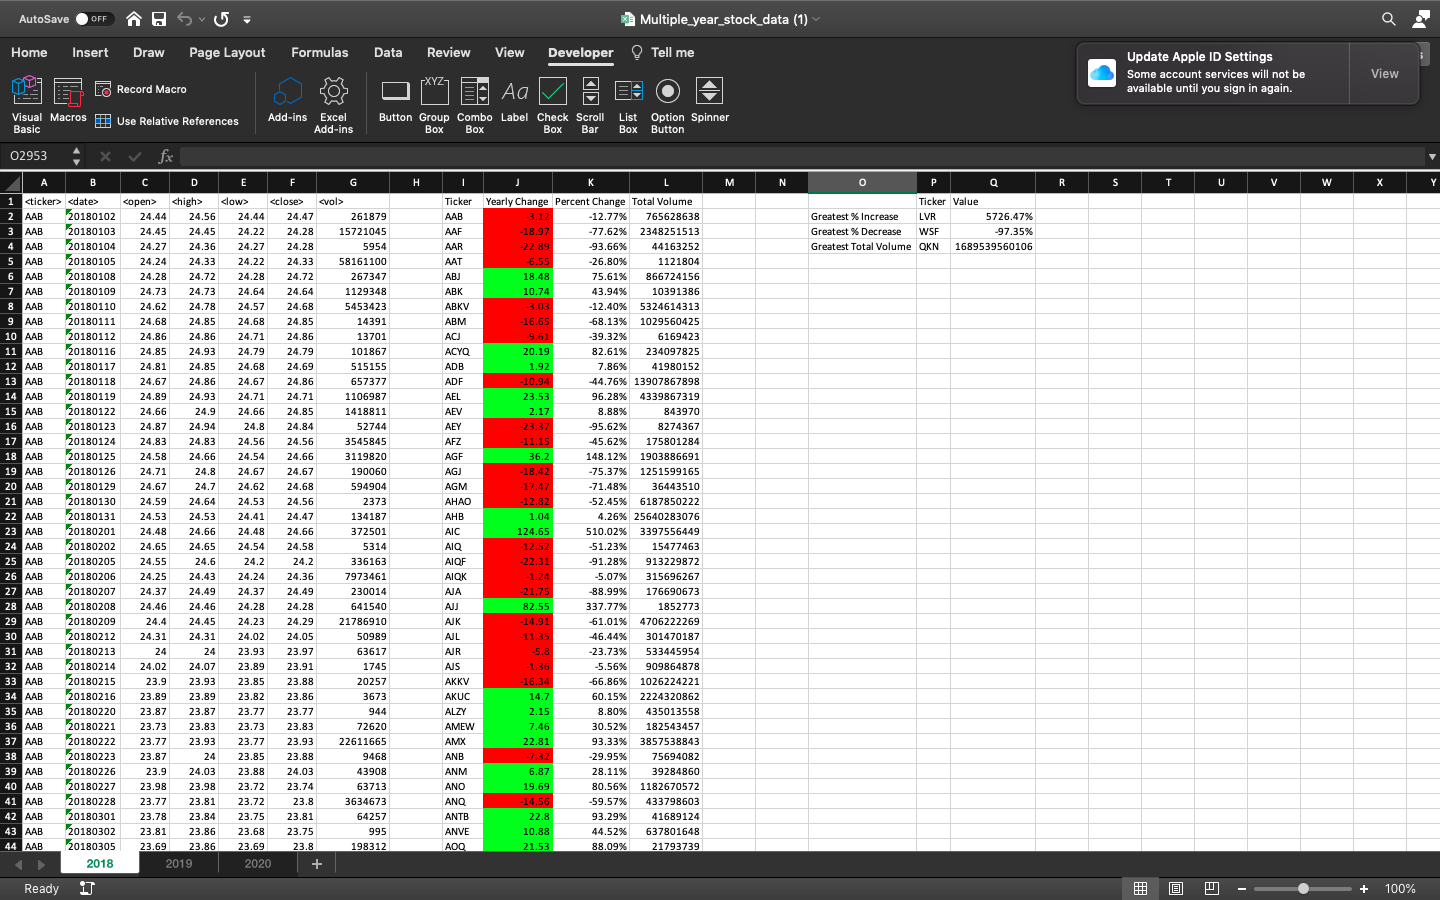 AutoSave OFF Multiple_year_stock_data (1)
Home Insert Draw Page Layout Formulas Data Review View Developer Tell me
Update Apple ID Settings
Some account services will not be
available until you sign in again.
View
Visual Basic Macros Record Macro Use Relative References Add-ins Excel Add-ins Button Group Box Combo Box Label Check Box Scroll Bar List Box Option Button Spinner
XYZ Aa
O2953 fx
A B C D E F G H I J K L M N O P Q R S T U V W X Y
1 <ticker> <date> <open> <high> <low> <close> <vol> Ticker Yearly Change Percent Change Total Volume Ticker Value
2 AAB 20180102 24.44 24.56 24.44 24.47 261879 AAB -3.12 -12.77% 765628638 Greatest % Increase LVR 5726.47%
3 AAB 20180103 24.45 24.45 24.22 24.28 15721045 AAF -18.97 -77.62% 2348251513 Greatest % Decrease WSF -97.35%
4 AAB 20180104 24.27 24.36 24.27 24.28 5954 AAR -22.89 -93.66% 44163252 Greatest Total Volume QKN 1689539560106
5 AAB 20180105 24.24 24.33 24.22 24.33 58161100 AAT -6.55 -26.80% 1121804
6 AAB 20180108 24.28 24.72 24.28 24.72 267347 ABJ 18.48 75.61% 866724156
7 AAB 20180109 24.73 24.73 24.64 24.64 1129348 ABK 10.74 43.94% 10391386
8 AAB 20180110 24.62 24.78 24.57 24.68 5453423 ABKV -3.03 -12.40% 5324614313
9 AAB 20180111 24.68 24.85 24.68 24.85 14391 ABM -16.65 -68.13% 1029560425
10 AAB 20180112 24.86 24.86 24.71 24.86 13701 ACJ -9.61 -39.32% 6169423
11 AAB 20180116 24.85 24.93 24.79 24.79 101867 ACYQ 20.19 82.61% 234097825
12 AAB 20180117 24.81 24.85 24.68 24.69 515155 ADB 1.92 7.86% 41980152
13 AAB 20180118 24.67 24.86 24.67 24.86 657377 ADF -10.94 -44.76% 13907867898
14 AAB 20180119 24.89 24.93 24.71 24.71 1106987 AEL 23.53 96.28% 4339867319
15 AAB 20180122 24.66 24.9 24.66 24.85 1418811 AEV 2.17 8.88% 843970
16 AAB 20180123 24.87 24.94 24.8 24.84 52744 AEY -23.37 -95.62% 8274367
17 AAB 20180124 24.83 24.83 24.56 24.56 3545845 AFZ -11.15 -45.62% 175801284
18 AAB 20180125 24.58 24.66 24.54 24.66 3119820 AGF 36.2 148.12% 1903886691
19 AAB 20180126 24.71 24.8 24.67 24.67 190060 AGJ -18.42 -75.37% 1251599165
20 AAB 20180129 24.67 24.7 24.62 24.68 594904 AGM -17.47 -71.48% 36443510
21 AAB 20180130 24.59 24.64 24.53 24.56 2373 AHAO -12.82 -52.45% 6187850222
22 AAB 20180131 24.53 24.53 24.41 24.47 134187 AHB 1.04 4.26% 25640283076
23 AAB 20180201 24.48 24.66 24.48 24.66 372501 AIC 124.65 510.02% 3397556449
24 AAB 20180202 24.65 24.65 24.54 24.58 5314 AIQ -12.52 -51.23% 15477463
25 AAB 20180205 24.55 24.6 24.2 24.2 336163 AIQF -22.31 -91.28% 913229872
26 AAB 20180206 24.25 24.43 24.24 24.36 7973461 AIQK -1.24 -5.07% 315696267
27 AAB 20180207 24.37 24.49 24.37 24.49 230014 AJA -21.75 -88.99% 176690673
28 AAB 20180208 24.46 24.46 24.28 24.28 641540 AJJ 82.55 337.77% 1852773
29 AAB 20180209 24.4 24.45 24.23 24.29 21786910 AJK -14.91 -61.01% 4706222269
30 AAB 20180212 24.31 24.31 24.02 24.05 50989 AJL -11.35 -46.44% 301470187
31 AAB 20180213 24 24 23.93 23.97 63617 AJR -5.8 -23.73% 533445954
32 AAB 20180214 24.02 24.07 23.89 23.91 1745 AJS -1.36 -5.56% 909864878
33 AAB 20180215 23.9 23.93 23.85 23.88 20257 AKKV -16.34 -66.86% 1026224221
34 AAB 20180216 23.89 23.89 23.82 23.86 3673 AKUC 14.7 60.15% 2224320862
35 AAB 20180220 23.87 23.87 23.77 23.77 944 ALZY 2.15 8.80% 435013558
36 AAB 20180221 23.73 23.83 23.73 23.83 72620 AMEW 7.46 30.52% 182543457
37 AAB 20180222 23.77 23.93 23.77 23.93 22611665 AMX 22.81 93.33% 3857538843
38 AAB 20180223 23.87 24 23.85 23.88 9468 ANB -7.32 -29.95% 75694082
39 AAB 20180226 23.9 24.03 23.88 24.03 43908 ANM 6.87 28.11% 39284860
40 AAB 20180227 23.98 23.98 23.72 23.74 63713 ANO 19.69 80.56% 1182670572
41 AAB 20180228 23.77 23.81 23.72 23.8 3634673 ANQ -14.56 -59.57% 433798603
42 AAB 20180301 23.78 23.84 23.75 23.81 64257 ANTB 22.8 93.29% 41689124
43 AAB 20180302 23.81 23.86 23.68 23.75 995 ANVE 10.88 44.52% 637801648
44 AAB 20180305 23.69 23.86 23.69 23.8 198312 AOQ 21.53 88.09% 21793739
2018 2019 2020 +
Ready 100%